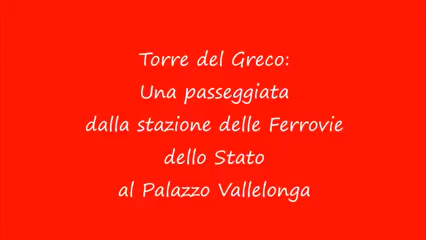 Torre del Greco:
Una passeggiata
dalla stazione delle Ferrovie
dello Stato
al Palazzo Vallelonga